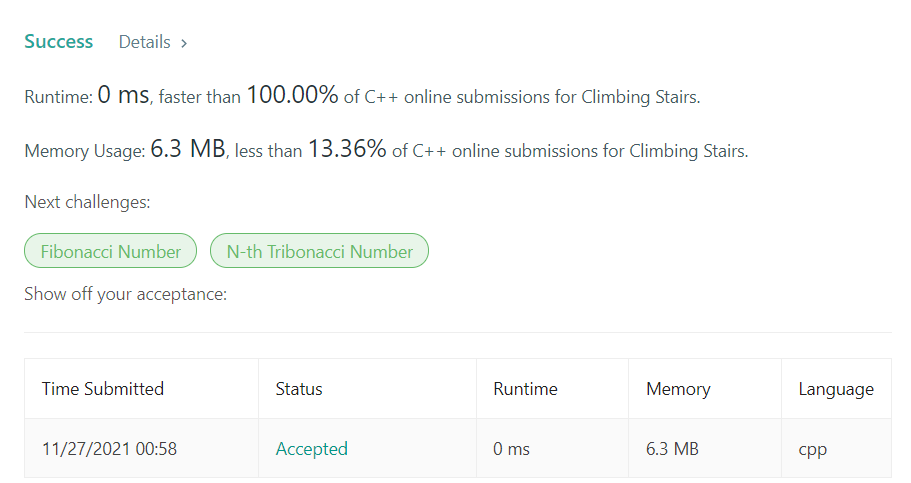 Success Details >
Runtime: 0 ms, faster than 100.00% of C++ online submissions for Climbing Stairs.
Memory Usage: 6.3 MB, less than 13.36% of C++ online submissions for Climbing Stairs.
Next challenges:
Fibonacci Number N-th Tribonacci Number
Show off your acceptance:
Time Submitted Status Runtime Memory Language
11/27/2021 00:58 Accepted 0 ms 6.3 MB cpp